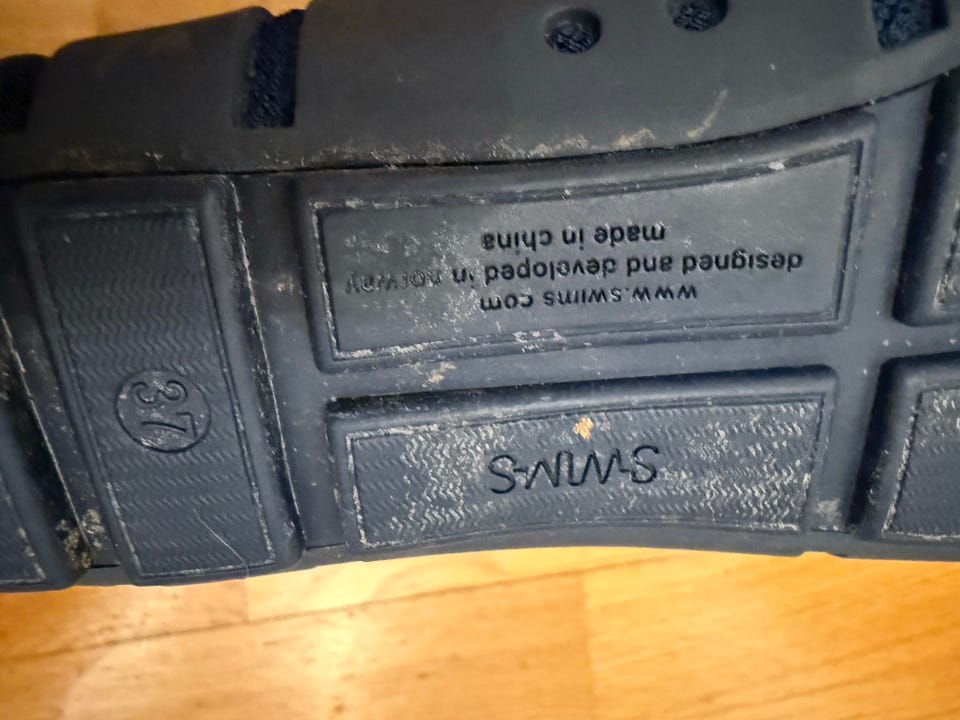 SWIMS
www.swims.com
designed and developed in norway
made in china
37